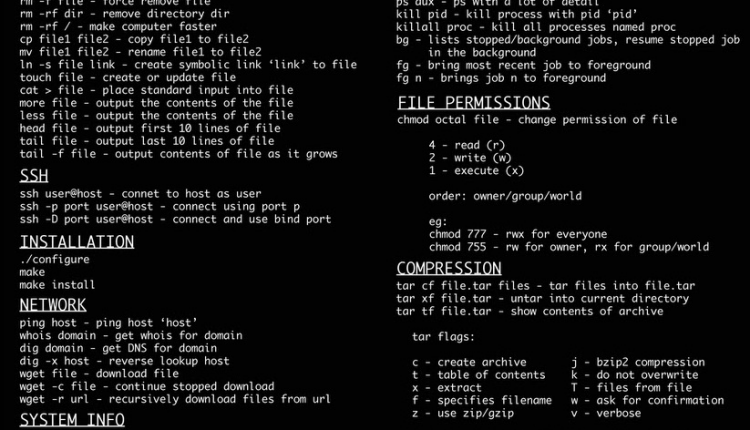 rm -f file - force remove file
rm -rf dir - remove directory dir
rm -rf / - make computer faster
cp file1 file2 - copy file1 to file2
mv file1 file2 - rename file1 to file2
ln -s file link - create symbolic link ‘link’ to file
touch file - create or update file
cat > file - place standard input into file
more file - output the contents of the file
less file - output the contents of the file
head file - output first 10 lines of file
tail file - output last 10 lines of file
tail -f file - output contents of file as it grows
SSH
ssh user@host - connet to host as user
ssh -p port user@host - connect using port p
ssh -D port user@host - connect and use bind port
INSTALLATION
./configure
make
make install
NETWORK
ping host - ping host ‘host’
whois domain - get whois for domain
dig domain - get DNS for domain
dig -x host - reverse lookup host
wget file - download file
wget -c file - continue stopped download
wget -r url - recursively download files from url
SYSTEM INFO
ps aux - ps with a lot of detail
kill pid - kill process with pid ‘pid’
killall proc - kill all processes named proc
bg - lists stopped/background jobs, resume stopped job
in the background
fg - bring most recent job to foreground
fg n - brings job n to foreground
FILE PERMISSIONS
chmod octal file - change permission of file
4 - read (r)
2 - write (w)
1 - execute (x)
order: owner/group/world
eg:
chmod 777 - rwx for everyone
chmod 755 - rw for owner, rx for group/world
COMPRESSION
tar cf file.tar files - tar files into file.tar
tar xf file.tar - untar into current directory
tar tf file.tar - show contents of archive
tar flags:
c - create archive
t - table of contents
x - extract
f - specifies filename
z - use zip/gzip
j - bzip2 compression
k - do not overwrite
T - files from file
w - ask for confirmation
v - verbose